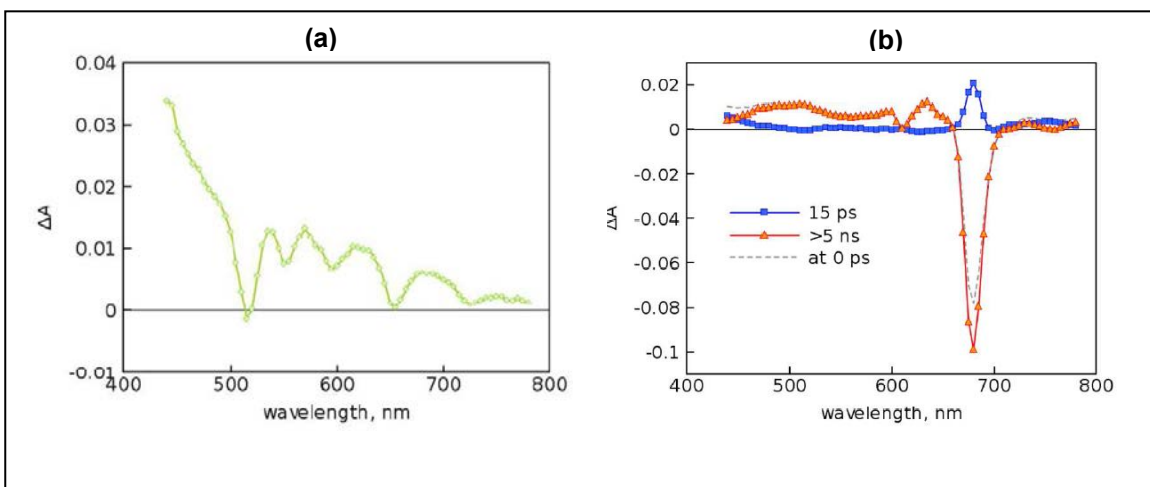 (a)
0.04
0.03
0.02
0.01
0
-0.01
ΔA
400
500
600
700
800
wavelength, nm
(b)
0.02
0
-0.02
-0.04
-0.06
-0.08
-0.1
ΔA
15 ps
>5 ns
at 0 ps
400
500
600
700
800
wavelength, nm